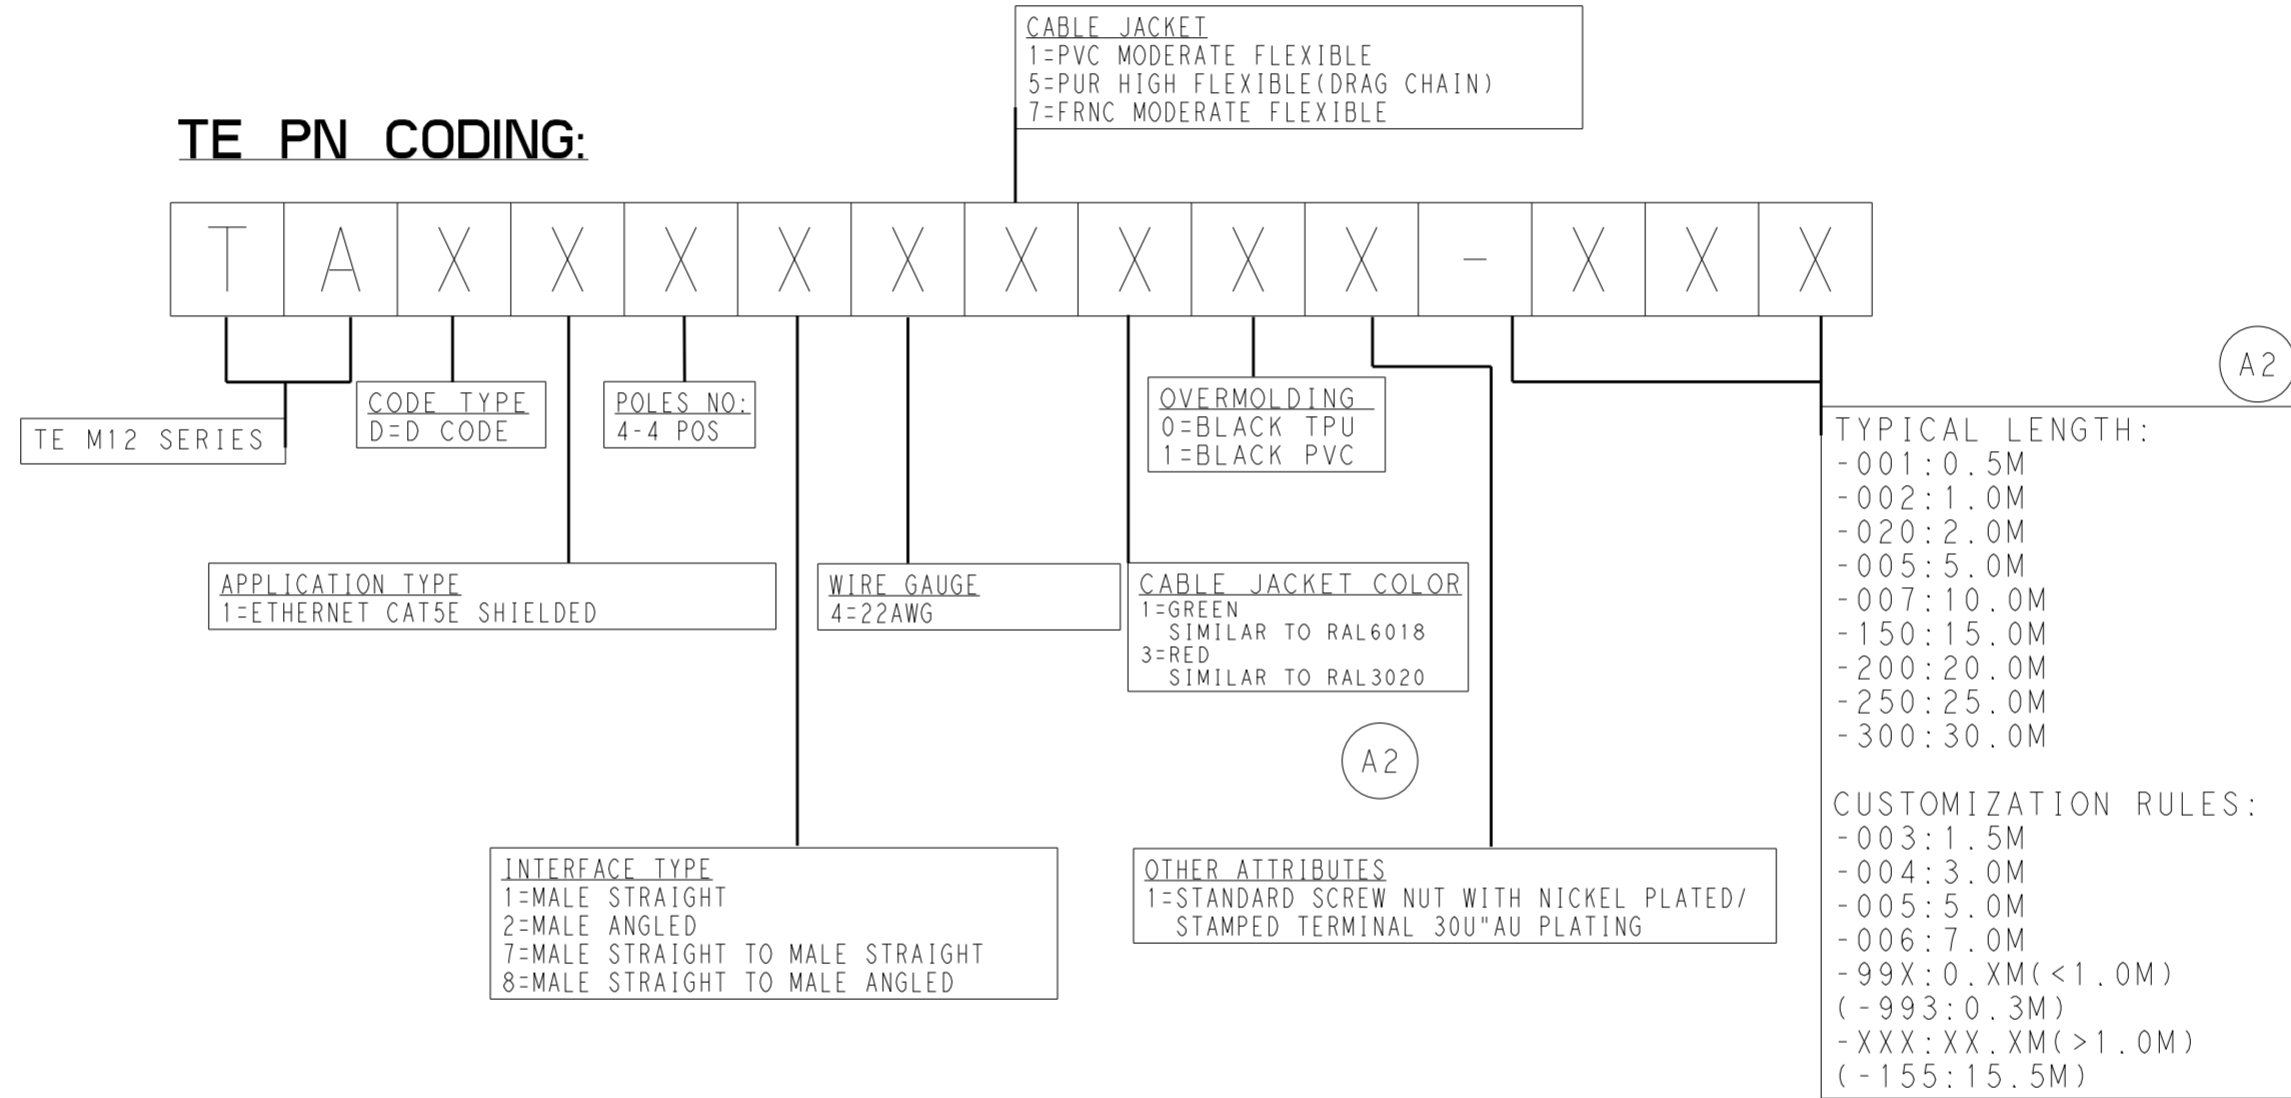 CABLE JACKET
1=PVC MODERATE FLEXIBLE
5=PUR HIGH FLEXIBLE(DRAG CHAIN)
7=FRNC MODERATE FLEXIBLE
TE PN CODING:
T A X X X X X X X X X - X X X
TE M12 SERIES
CODE TYPE
D=D CODE
POLES NO:
4-4 POS
OVERMOLDING
0=BLACK TPU
1=BLACK PVC
A2
APPLICATION TYPE
1=ETHERNET CAT5E SHIELDED
WIRE GAUGE
4=22AWG
CABLE JACKET COLOR
1=GREEN
SIMILAR TO RAL6018
3=RED
SIMILAR TO RAL3020
A2
INTERFACE TYPE
1=MALE STRAIGHT
2=MALE ANGLED
7=MALE STRAIGHT TO MALE STRAIGHT
8=MALE STRAIGHT TO MALE ANGLED
OTHER ATTRIBUTES
1=STANDARD SCREW NUT WITH NICKEL PLATED/
STAMPED TERMINAL 30U"AU PLATING
TYPICAL LENGTH:
-001:0.5M
-002:1.0M
-020:2.0M
-005:5.0M
-007:10.0M
-150:15.0M
-200:20.0M
-250:25.0M
-300:30.0M
CUSTOMIZATION RULES:
-003:1.5M
-004:3.0M
-005:5.0M
-006:7.0M
-99X:0.XM(<1.0M)
(-993:0.3M)
-XXX:XX.XM(>1.0M)
(-155:15.5M)